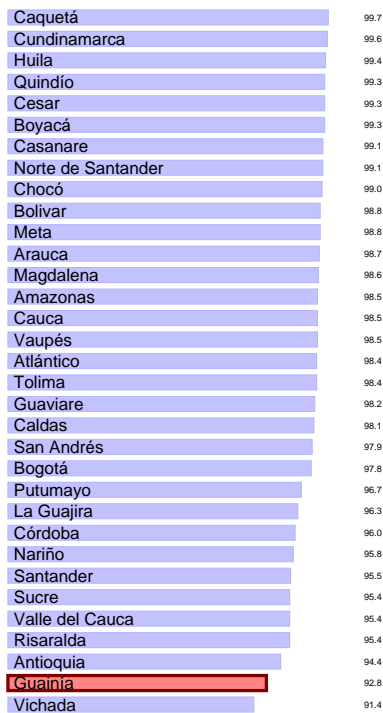 Caquetá 99.7
Cundinamarca 99.6
Huila 99.4
Quindío 99.3
Cesar 99.3
Boyacá 99.3
Casanare 99.1
Norte de Santander 99.1
Chocó 99.0
Bolivar 98.8
Meta 98.8
Arauca 98.7
Magdalena 98.6
Amazonas 98.5
Cauca 98.5
Vaupés 98.5
Atlántico 98.4
Tolima 98.4
Guaviare 98.2
Caldas 98.1
San Andrés 97.9
Bogotá 97.8
Putumayo 96.7
La Guajira 96.3
Córdoba 96.0
Nariño 95.8
Santander 95.5
Sucre 95.4
Valle del Cauca 95.4
Risaralda 95.4
Antioquia 94.4
Guainía 92.8
Vichada 91.4